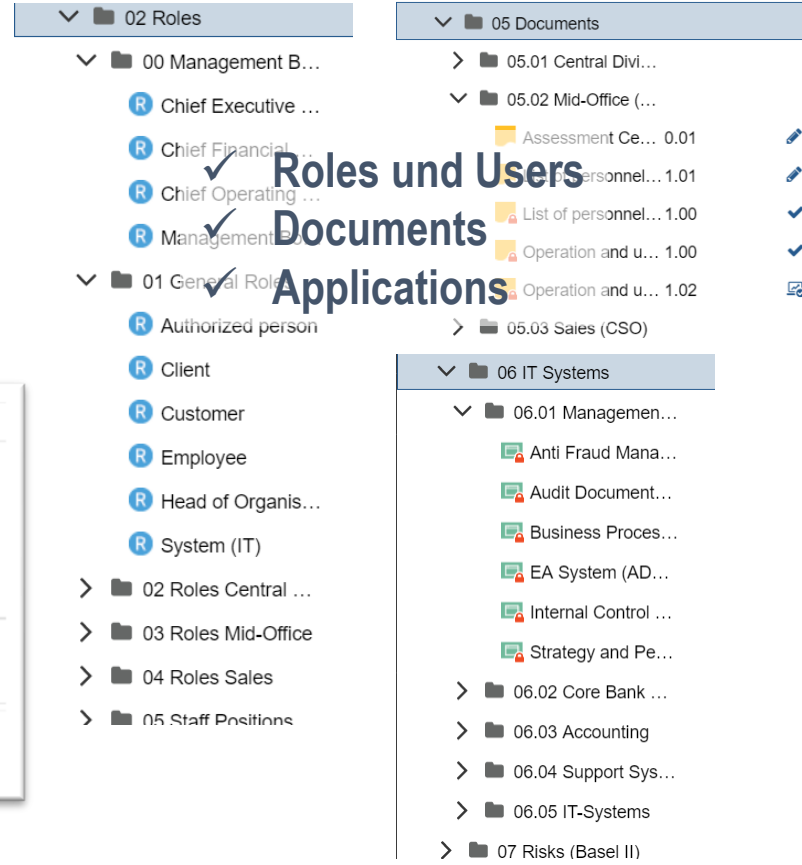 02 Roles
00 Management B...
Chief Executive ...
Chief Financial ...
Chief Operating ...
Management Bo...
01 General Roles
Authorized person
Client
Customer
Employee
Head of Organis...
System (IT)
02 Roles Central ...
03 Roles Mid-Office
04 Roles Sales
05 Staff Positions
✓ Roles und Users
✓ Documents
✓ Applications
05 Documents
05.01 Central Divi...
05.02 Mid-Office (...
Assessment Ce... 0.01
List of personnel... 1.01
List of personnel... 1.00
Operation and u... 1.00
Operation and u... 1.02
05.03 Sales (CSO)
06 IT Systems
06.01 Managemen...
Anti Fraud Mana...
Audit Document...
Business Proces...
EA System (AD...
Internal Control ...
Strategy and Pe...
06.02 Core Bank ...
06.03 Accounting
06.04 Support Sys...
06.05 IT-Systems
07 Risks (Basel II)